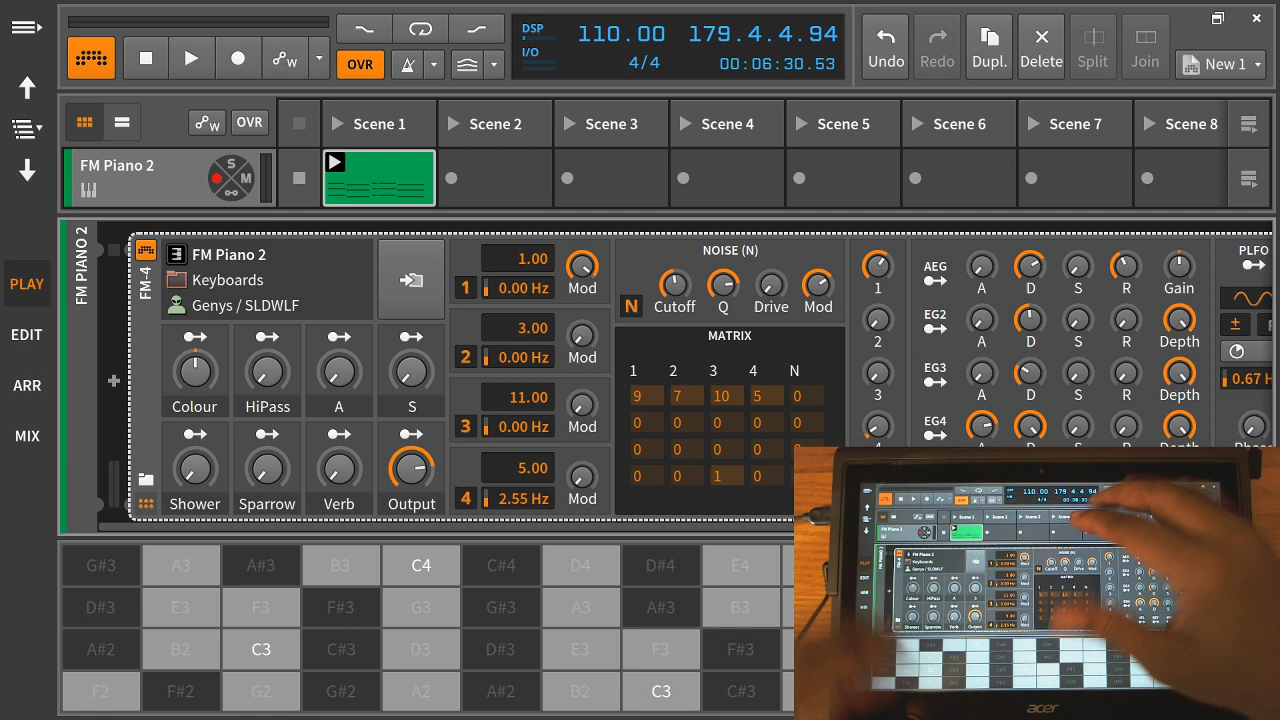 DSP
110.00 179.4.4.94
I/O
4/4 00:06:30.53
OVR
Undo Redo Dupl. Delete Split Join
New 1
W
W OVR
Scene 1 Scene 2 Scene 3 Scene 4 Scene 5 Scene 6 Scene 7 Scene 8
FM Piano 2
S
M
PLAY
EDIT
ARR
MIX
FM PIANO 2
FM-4
FM Piano 2
Keyboards
Genys / SLDWLF
Colour HiPass A S
Shower Sparrow Verb Output
1.00
1 0.00 Hz Mod
3.00
2 0.00 Hz Mod
11.00
3 0.00 Hz Mod
5.00
4 2.55 Hz Mod
NOISE (N)
N Cutoff Q Drive Mod
MATRIX
1 2 3 4 N
9 7 10 5 0
0 0 0 0 0
0 0 0 0 0
0 0 1 0 0
1
2
3
4
AEG A D S R Gain
EG2 A D S R Depth
EG3 A D S R Depth
EG4 A D S R Depth
PLFO
0.67 H
G#3 A3 A#3 B3 C4 C#4 D4 D#4 E4
D#3 E3 F3 F#3 G3 G#3 A3 A#3 B3
A#2 B2 C3 C#3 D3 D#3 E3 F3 F#3
F2 F#2 G2 G#2 A2 A#2 B2 C3 C#3
acer